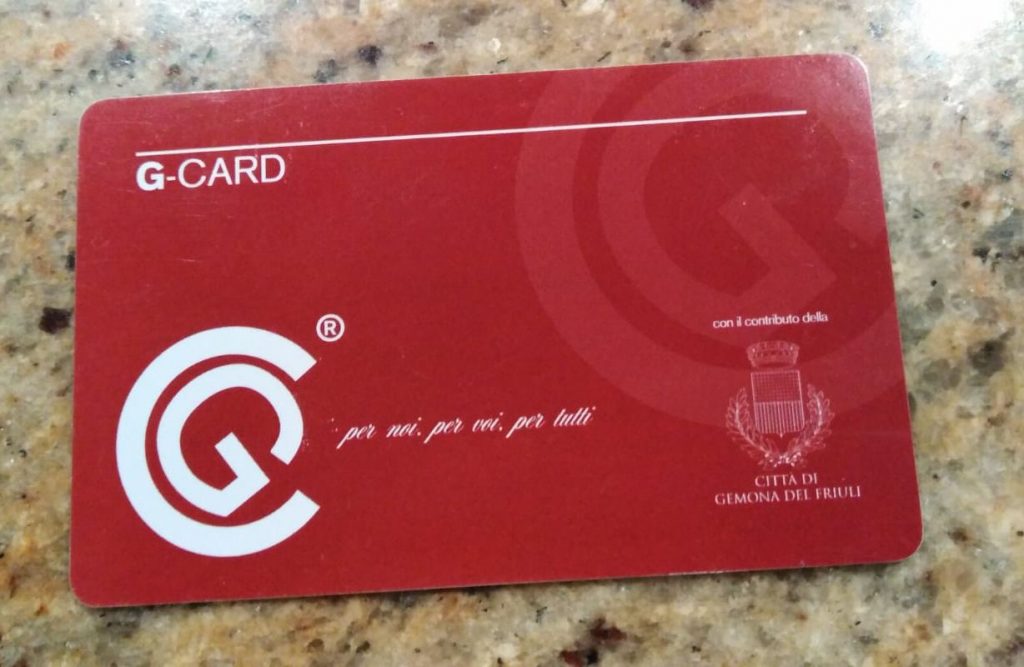 G-CARD
®
per noi. per voi. per tutti
con il contributo della
CITTÀ DI
GEMONA DEL FRIULI